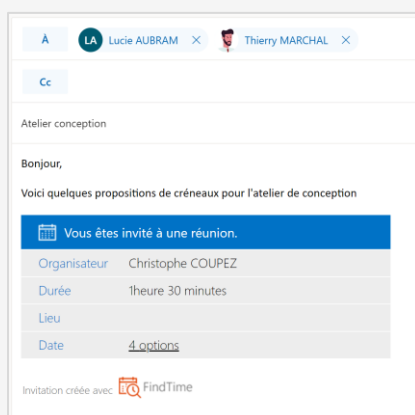 À LA Lucie AUBRAM × Thierry MARCHAL ×
Cc
Atelier conception
Bonjour,
Voici quelques propositions de créneaux pour l'atelier de conception
Vous êtes invité à une réunion.
Organisateur Christophe COUPEZ
Durée 1heure 30 minutes
Lieu
Date 4 options
Invitation créée avec FindTime